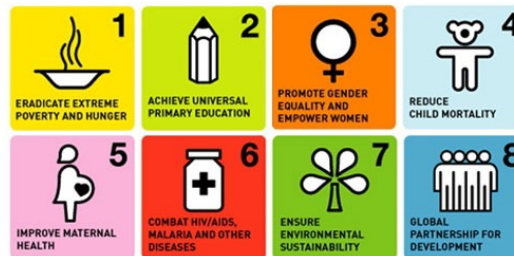 1
ERADICATE EXTREME
POVERTY AND HUNGER
2
ACHIEVE UNIVERSAL
PRIMARY EDUCATION
3
PROMOTE GENDER
EQUALITY AND
EMPOWER WOMEN
4
REDUCE
CHILD MORTALITY
5
IMPROVE MATERNAL
HEALTH
6
COMBAT HIV/AIDS,
MALARIA AND OTHER
DISEASES
7
ENSURE
ENVIRONMENTAL
SUSTAINABILITY
8
GLOBAL
PARTNERSHIP FOR
DEVELOPMENT